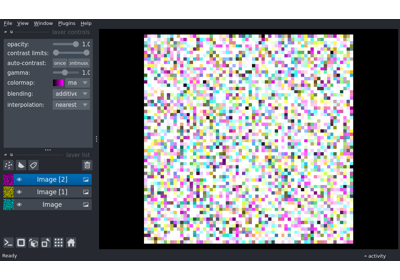 File View Window Plugins Help
layer controls
opacity: 1.0
contrast limits:
auto-contrast: once
gamma: 1.0
colormap: ma
blending: additive
interpolation: nearest
layer list
Image [2]
Image [1]
Image
Ready
activity